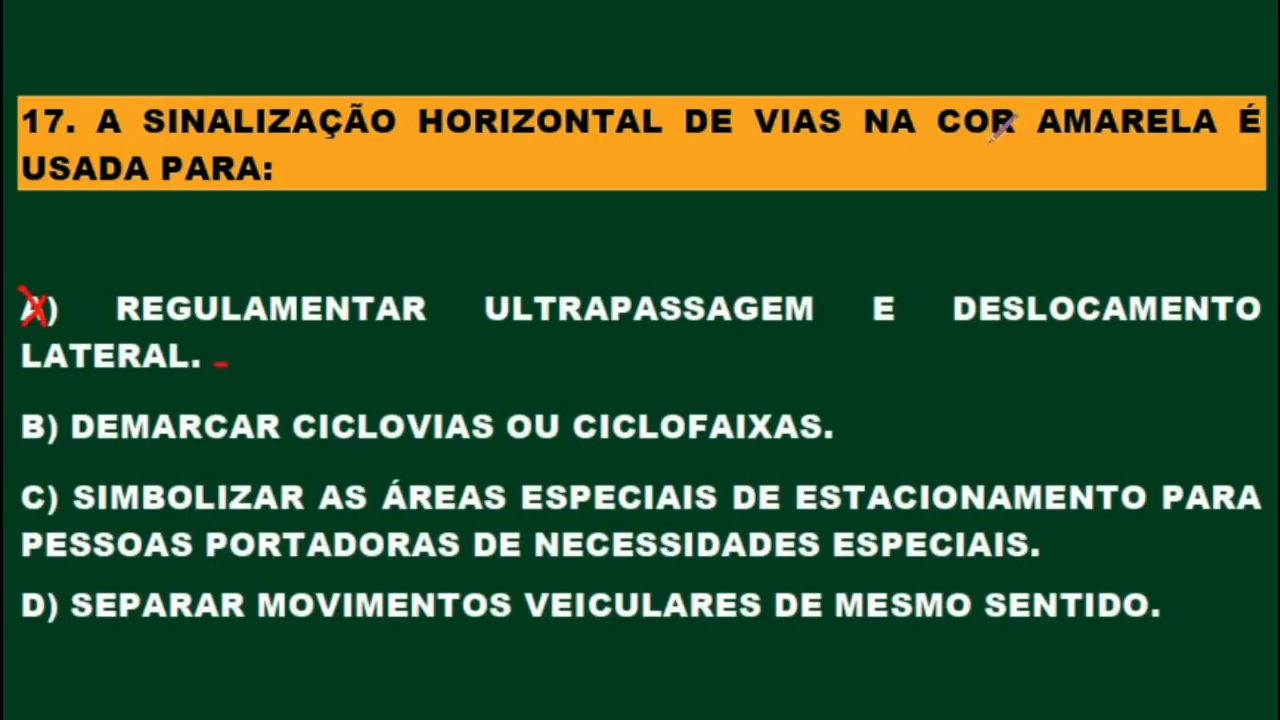 17. A SINALIZAÇÃO HORIZONTAL DE VIAS NA COR AMARELA É
USADA PARA:
A) REGULAMENTAR ULTRAPASSAGEM E DESLOCAMENTO
LATERAL.
B) DEMARCAR CICLOVIAS OU CICLOFAIXAS.
C) SIMBOLIZAR AS ÁREAS ESPECIAIS DE ESTACIONAMENTO PARA
PESSOAS PORTADORAS DE NECESSIDADES ESPECIAIS.
D) SEPARAR MOVIMENTOS VEICULARES DE MESMO SENTIDO.